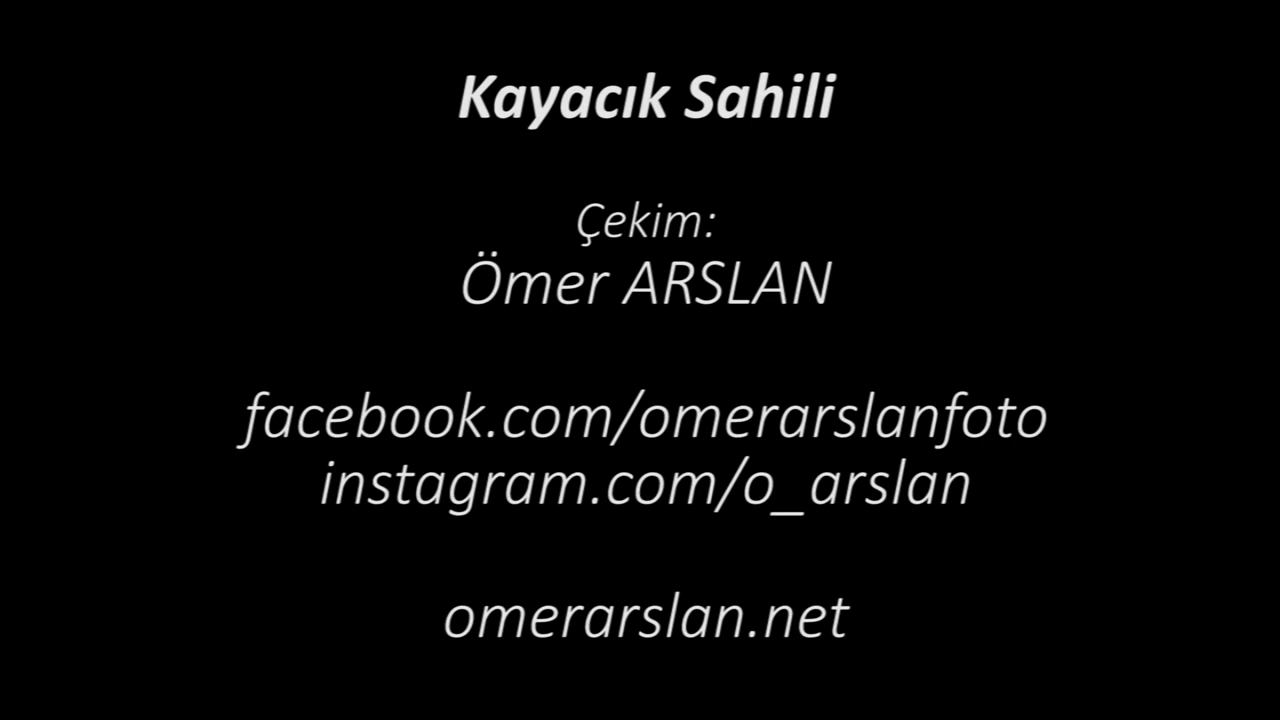 Kayacık Sahili
Çekim:
Ömer ARSLAN
facebook.com/omerarslanfoto
instagram.com/o_arslan
omerarslan.net